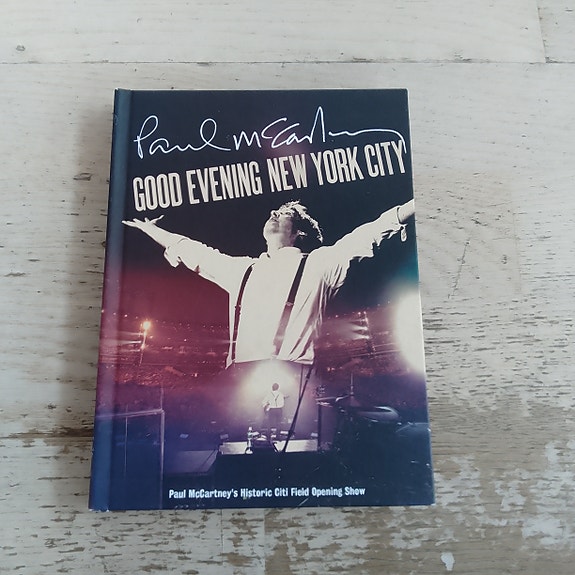 Paul McCartney
GOOD EVENING NEW YORK CITY
Paul McCartney's Historic Citi Field Opening Show